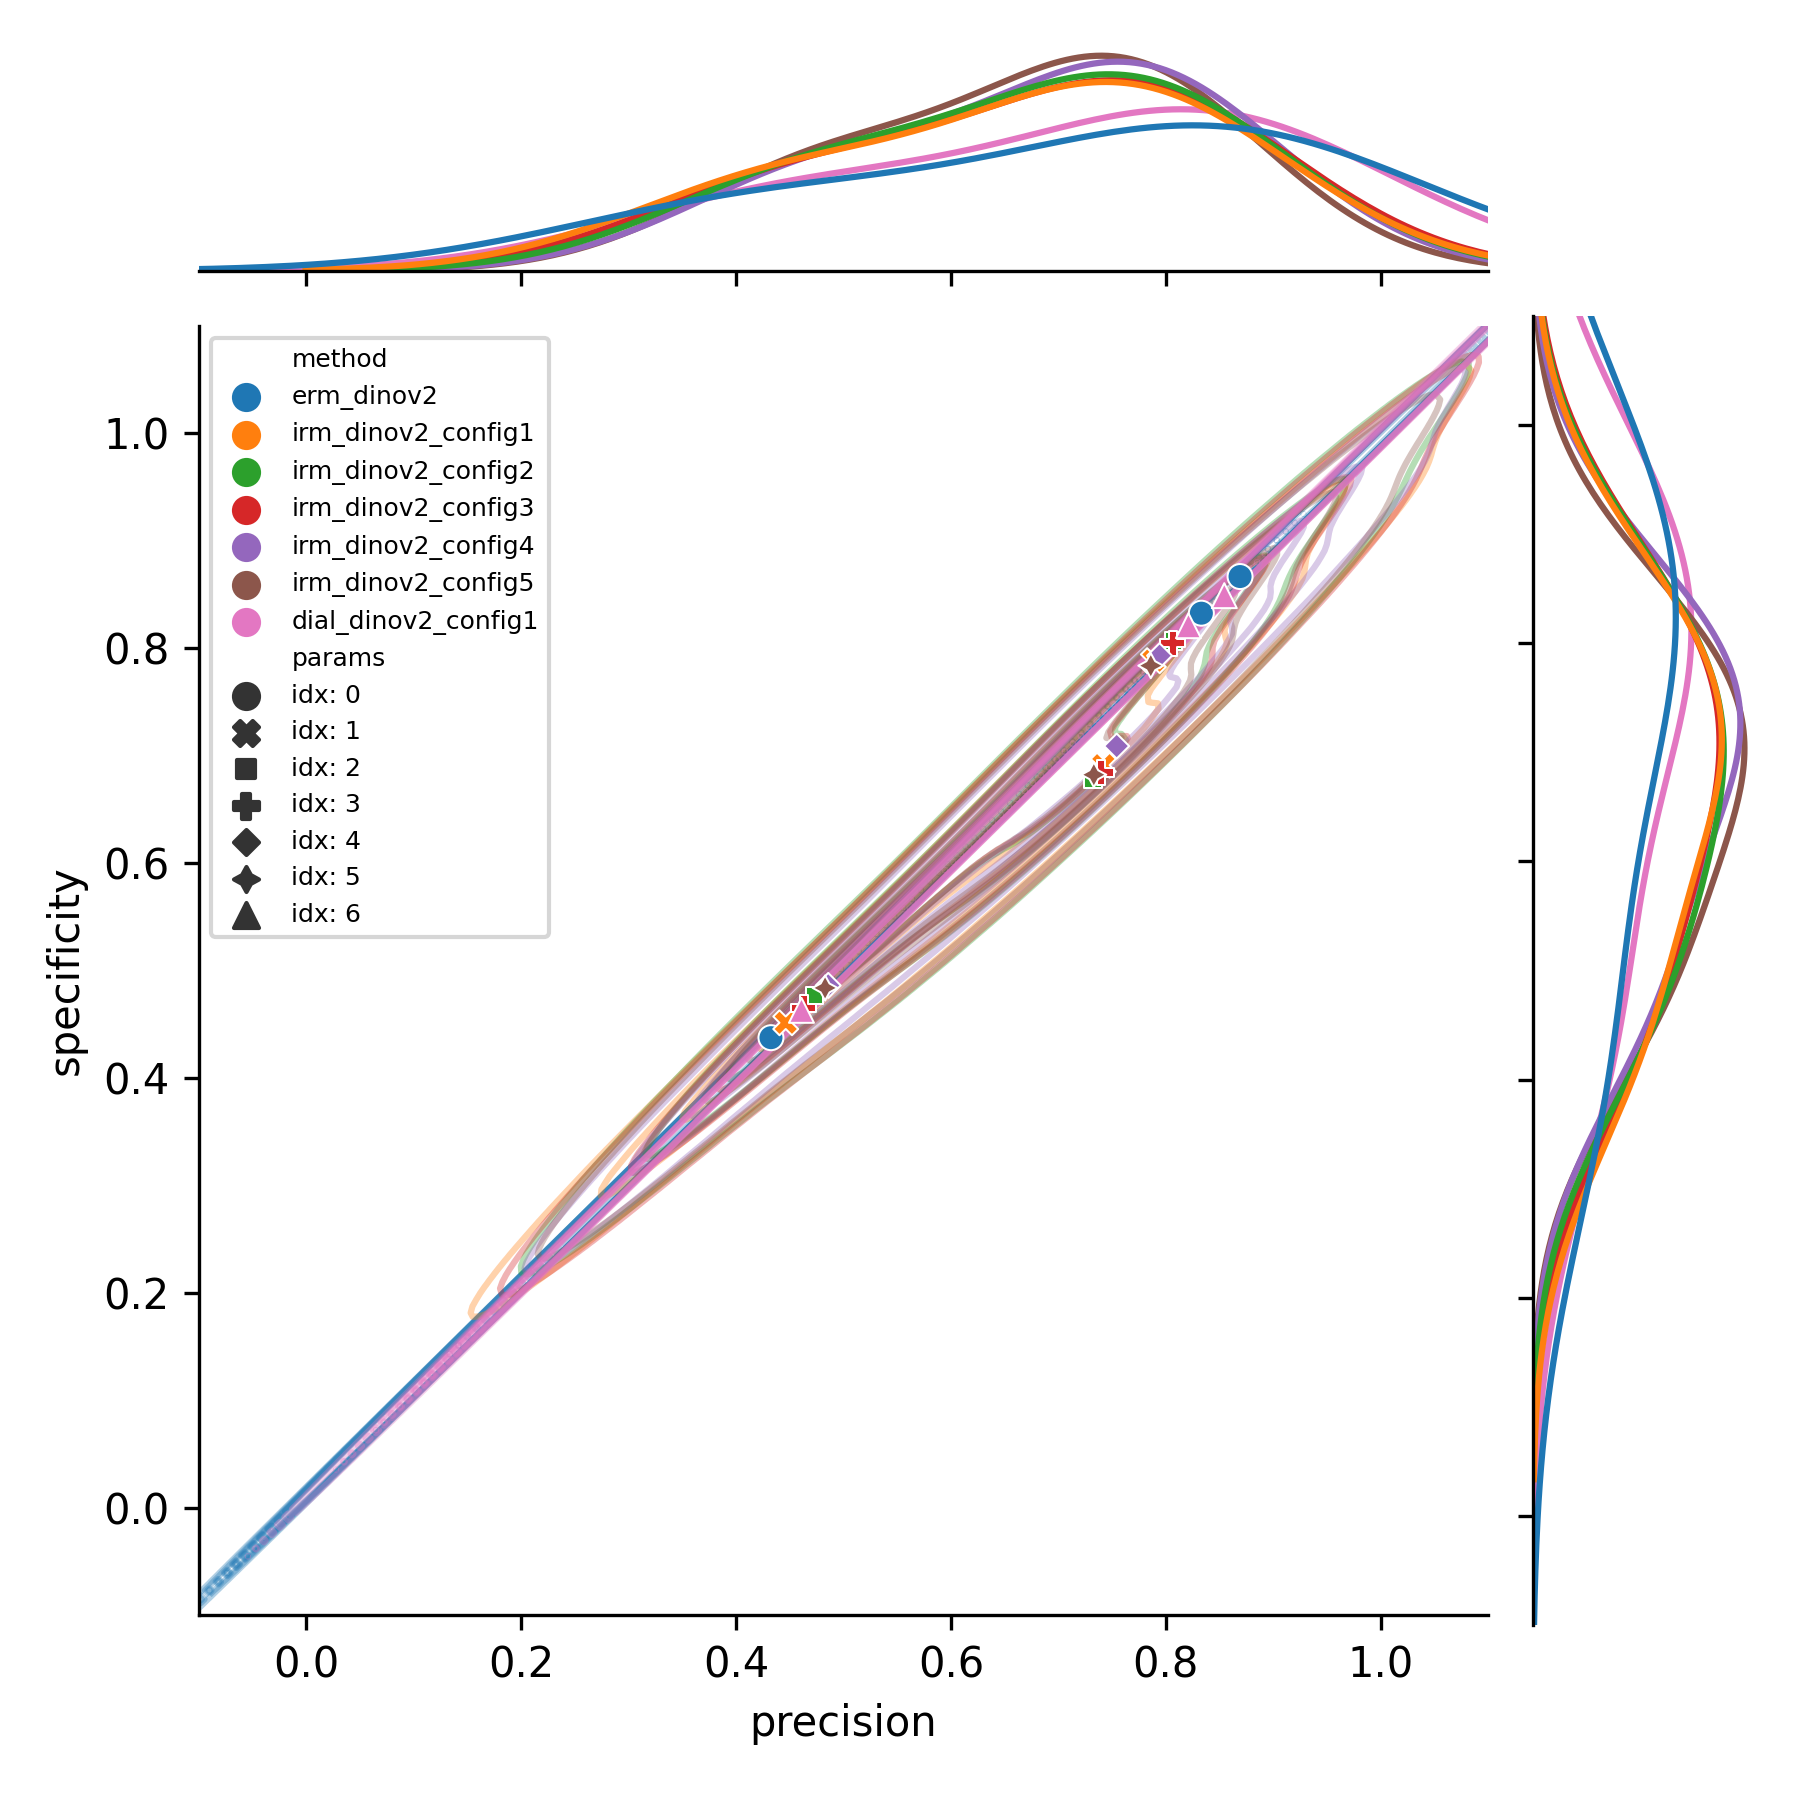 method
erm_dinov2
irm_dinov2_config1
irm_dinov2_config2
irm_dinov2_config3
irm_dinov2_config4
irm_dinov2_config5
dial_dinov2_config1
params
idx: 0
idx: 1
idx: 2
idx: 3
idx: 4
idx: 5
idx: 6
1.0
0.8
0.6
0.4
0.2
0.0
specificity
0.0 0.2 0.4 0.6 0.8 1.0
precision